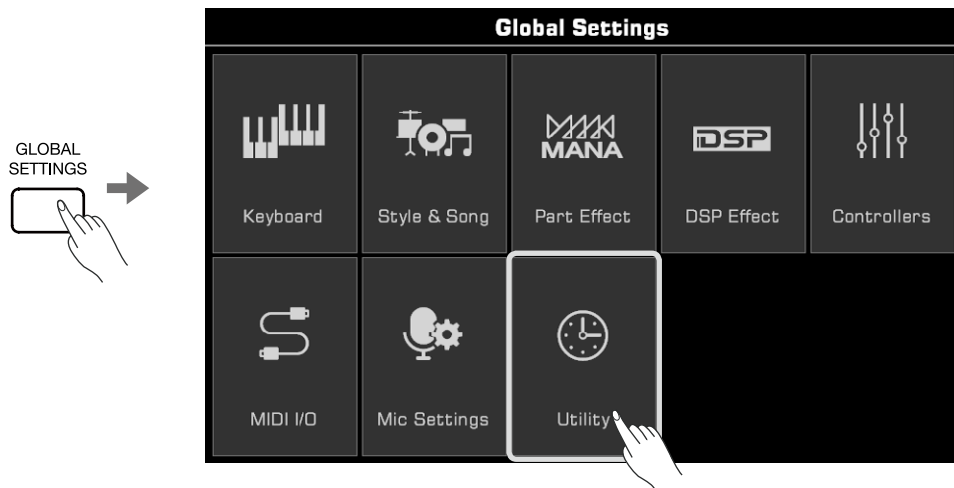 Global Settings
GLOBAL
SETTINGS
MANA
DSP
Keyboard
Style & Song
Part Effect
DSP Effect
Controllers
MIDI I/O
Mic Settings
Utility